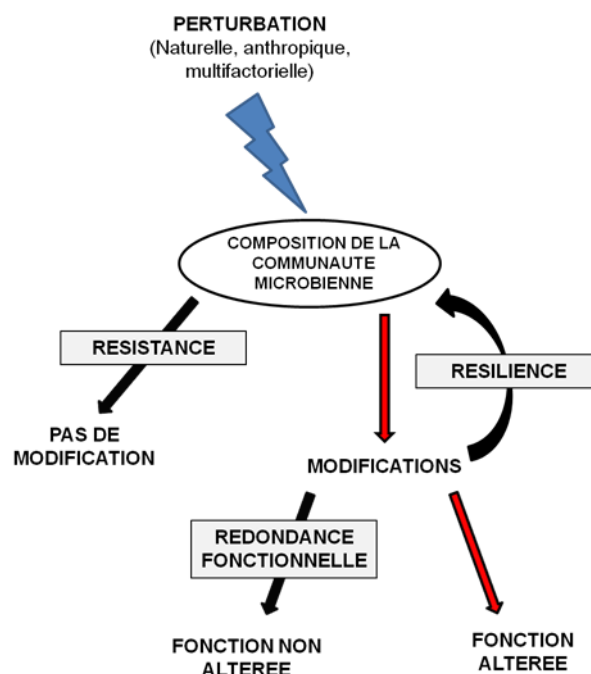 PERTURBATION
(Naturelle, anthropique,
multifactorielle)
COMPOSITION DE LA
COMMUNAUTE
MICROBIENNE
RESISTANCE
RESILIENCE
PAS DE
MODIFICATION
MODIFICATIONS
REDONDANCE
FONCTIONNELLE
FONCTION NON
ALTEREE
FONCTION
ALTEREE